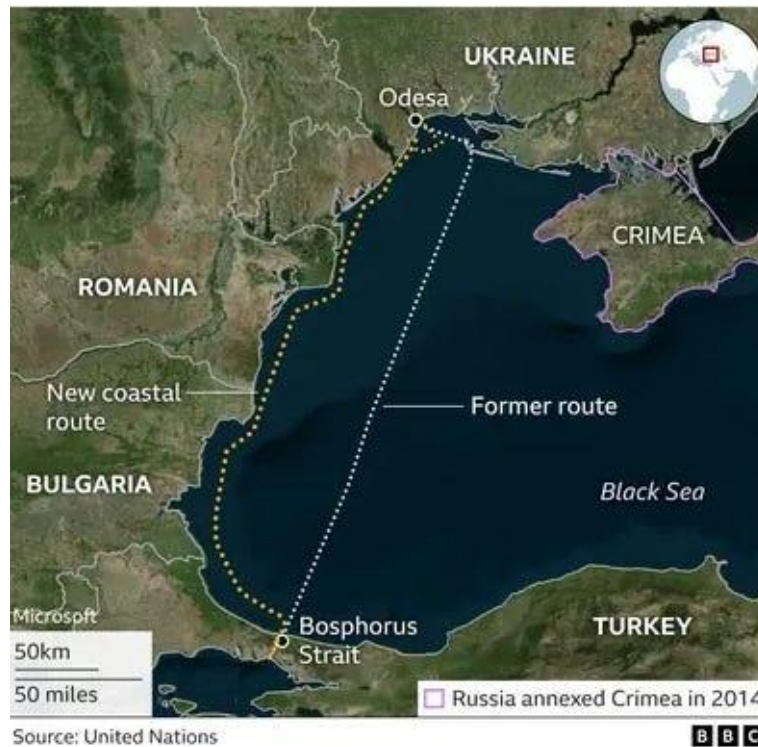 UKRAINE
Odesa
CRIMEA
ROMANIA
New coastal
route
Former route
BULGARIA
Black Sea
Microsoft
Bosphorus
Strait
TURKEY
50km
50 miles
Russia annexed Crimea in 2014
Source: United Nations
BBC